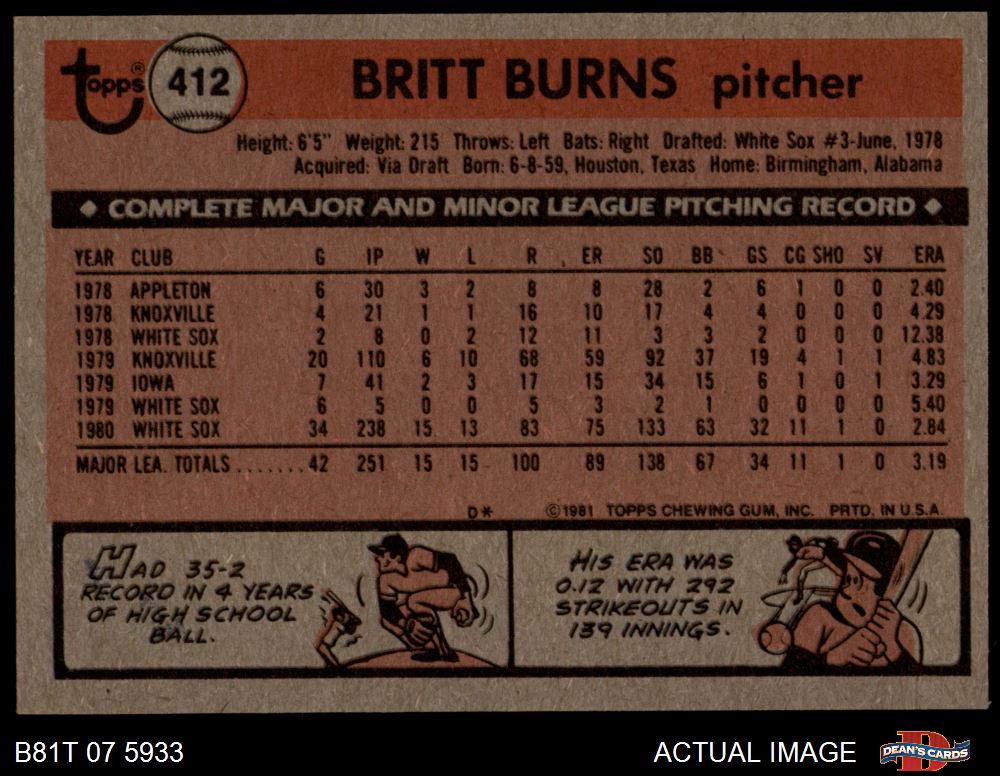 topps® 412 BRITT BURNS pitcher
Height: 6'5" Weight: 215 Throws: Left Bats: Right Drafted: White Sox #3-June, 1978
Acquired: Via Draft Born: 6-8-59, Houston, Texas Home: Birmingham, Alabama
◆ COMPLETE MAJOR AND MINOR LEAGUE PITCHING RECORD ◆
YEAR CLUB G IP W L R ER SO BB GS CG SHO SV ERA
1978 APPLETON 6 30 3 2 8 8 28 2 6 1 0 0 2.40
1978 KNOXVILLE 4 21 1 1 16 10 17 4 4 0 0 0 4.29
1978 WHITE SOX 2 8 0 2 12 11 3 3 2 0 0 0 12.38
1979 KNOXVILLE 20 110 6 10 68 59 92 37 19 4 1 1 4.83
1979 IOWA 7 41 2 3 17 15 34 15 6 1 0 1 3.29
1979 WHITE SOX 6 5 0 0 5 3 2 1 0 0 0 0 5.40
1980 WHITE SOX 34 238 15 13 83 75 133 63 32 11 1 0 2.84
MAJOR LEA. TOTALS ....... 42 251 15 15 100 89 138 67 34 11 1 0 3.19
D* ©1981 TOPPS CHEWING GUM, INC. PRTD. IN U.S.A.
HAD 35-2
RECORD IN 4 YEARS
OF HIGH SCHOOL
BALL.
HIS ERA WAS
0.12 WITH 292
STRIKEOUTS IN
139 INNINGS.
B81T 07 5933 ACTUAL IMAGE DEAN'S CARDS